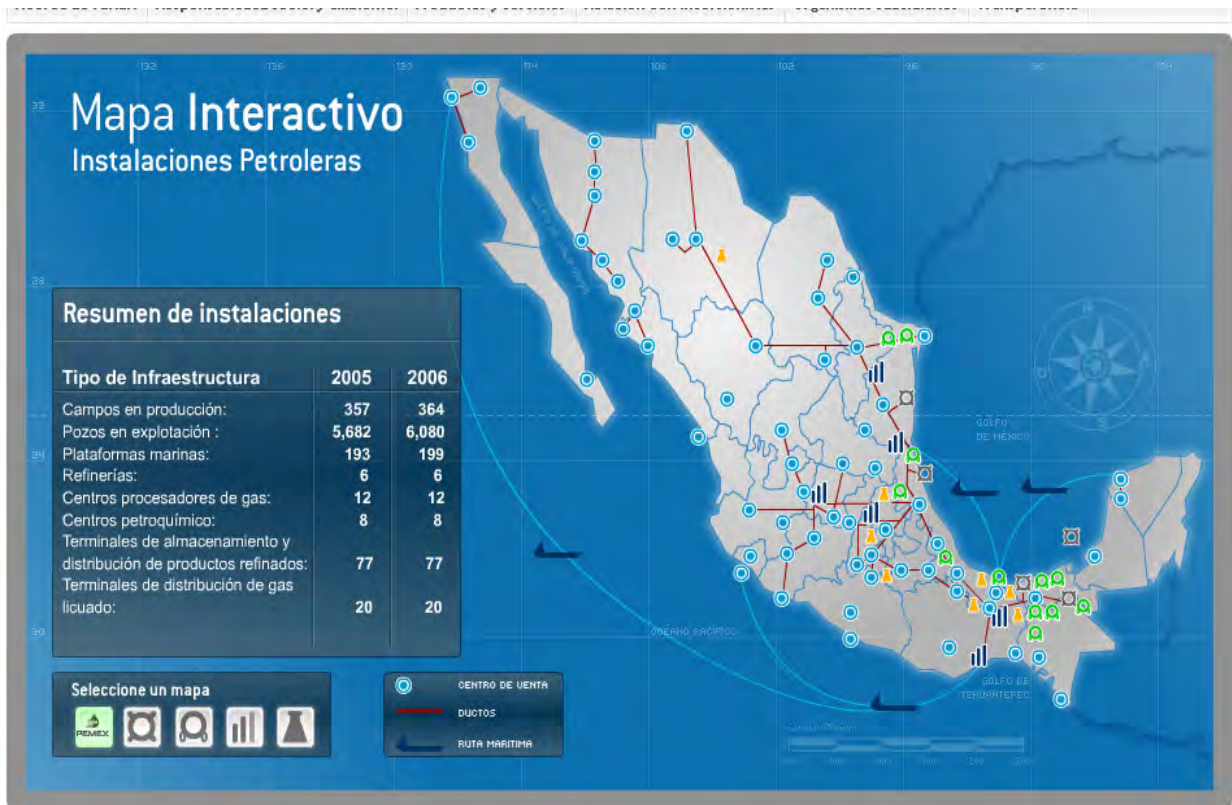 Mapa Interactivo
Instalaciones Petroleras
Resumen de instalaciones
Tipo de Infraestructura 2005 2006
Campos en producción: 357 364
Pozos en explotación : 5,682 6,080
Plataformas marinas: 193 199
Refinerías: 6 6
Centros procesadores de gas: 12 12
Centros petroquímico: 8 8
Terminales de almacenamiento y
distribución de productos refinados: 77 77
Terminales de distribución de gas
licuado: 20 20
Seleccione un mapa
PEMEX
CENTRO DE VENTA
DUCTOS
RUTA MARITIMA
GOLFO
DE MÉXICO
OCÉANO PACÍFICO
GOLFO DE
TEHUANTEPEC